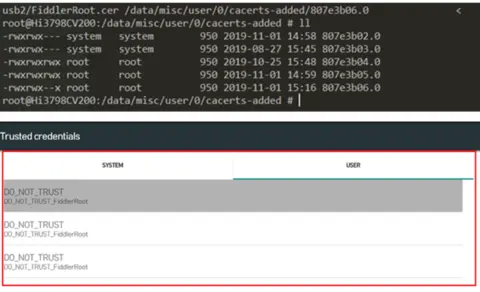 usb2/FiddlerRoot.cer /data/misc/user/0/cacerts-added/807e3b06.0 <
root@Hi3798CV200:/data/misc/user/0/cacerts-added # ll
-rwxrwx--- system system 950 2019-11-01 14:58 807e3b02.0
-rwxrwx--- system system 950 2019-08-27 15:45 807e3b03.0
-rwxrwxrwx root root 950 2019-10-25 15:48 807e3b04.0
-rwxrwxrwx root root 950 2019-11-01 14:59 807e3b05.0
-rwxrwx--x root root 950 2019-11-01 15:16 807e3b06.0
root@Hi3798CV200:/data/misc/user/0/cacerts-added #
Trusted credentials
SYSTEM USER
DO_NOT_TRUST
DO_NOT_TRUST_FiddlerRoot
DO_NOT_TRUST
DO_NOT_TRUST_FiddlerRoot
DO_NOT_TRUST
DO_NOT_TRUST_FiddlerRoot